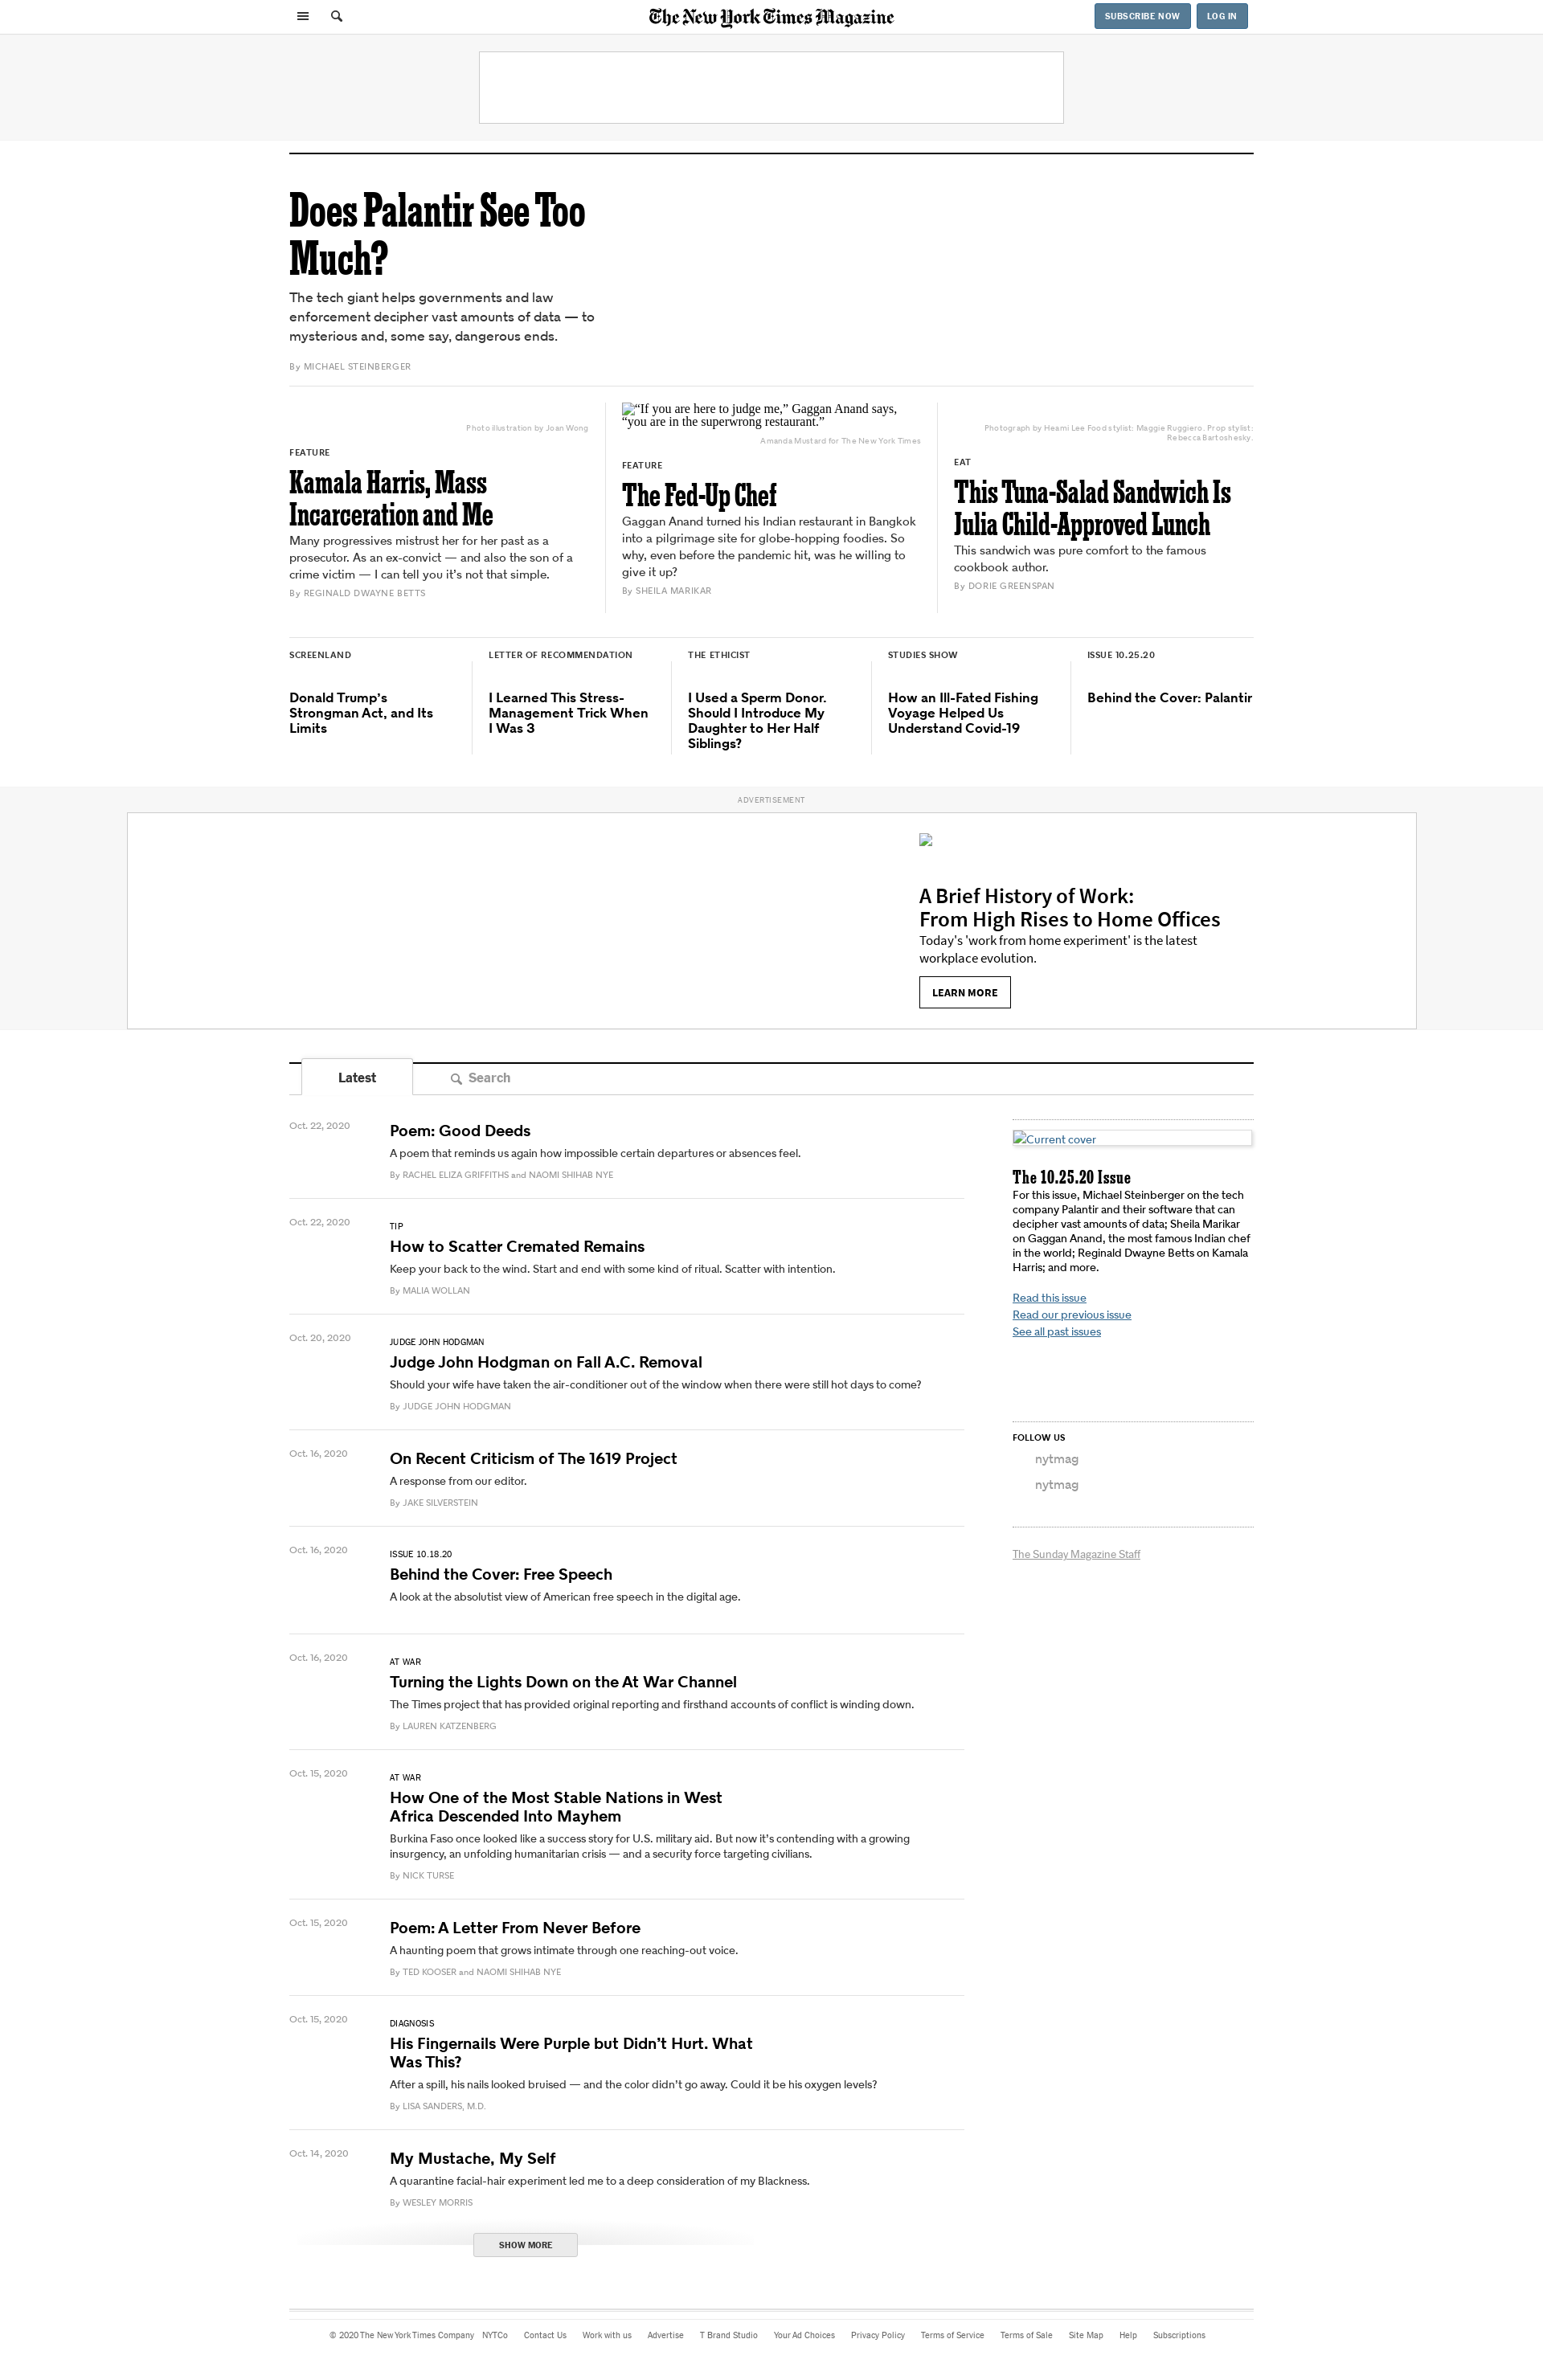 The New York Times Magazine
SUBSCRIBE NOW
LOG IN
Does Palantir See Too
Much?
The tech giant helps governments and law
enforcement decipher vast amounts of data — to
mysterious and, some say, dangerous ends.
By MICHAEL STEINBERGER
Photo illustration by Joan Wong
FEATURE
Kamala Harris, Mass
Incarceration and Me
Many progressives mistrust her for her past as a
prosecutor. As an ex-convict — and also the son of a
crime victim — I can tell you it’s not that simple.
By REGINALD DWAYNE BETTS
“If you are here to judge me,” Gaggan Anand says,
“you are in the superwrong restaurant.”
Amanda Mustard for The New York Times
FEATURE
The Fed-Up Chef
Gaggan Anand turned his Indian restaurant in Bangkok
into a pilgrimage site for globe-hopping foodies. So
why, even before the pandemic hit, was he willing to
give it up?
By SHEILA MARIKAR
Photograph by Heami Lee Food stylist: Maggie Ruggiero. Prop stylist:
Rebecca Bartoshesky.
EAT
This Tuna-Salad Sandwich Is
Julia Child-Approved Lunch
This sandwich was pure comfort to the famous
cookbook author.
By DORIE GREENSPAN
SCREENLAND
Donald Trump’s
Strongman Act, and Its
Limits
LETTER OF RECOMMENDATION
I Learned This Stress-
Management Trick When
I Was 3
THE ETHICIST
I Used a Sperm Donor.
Should I Introduce My
Daughter to Her Half
Siblings?
STUDIES SHOW
How an Ill-Fated Fishing
Voyage Helped Us
Understand Covid-19
ISSUE 10.25.20
Behind the Cover: Palantir
ADVERTISEMENT
A Brief History of Work:
From High Rises to Home Offices
Today's 'work from home experiment' is the latest
workplace evolution.
LEARN MORE
Latest
Search
Oct. 22, 2020
Poem: Good Deeds
A poem that reminds us again how impossible certain departures or absences feel.
By RACHEL ELIZA GRIFFITHS and NAOMI SHIHAB NYE
Oct. 22, 2020
TIP
How to Scatter Cremated Remains
Keep your back to the wind. Start and end with some kind of ritual. Scatter with intention.
By MALIA WOLLAN
Oct. 20, 2020
JUDGE JOHN HODGMAN
Judge John Hodgman on Fall A.C. Removal
Should your wife have taken the air-conditioner out of the window when there were still hot days to come?
By JUDGE JOHN HODGMAN
Oct. 16, 2020
On Recent Criticism of The 1619 Project
A response from our editor.
By JAKE SILVERSTEIN
Oct. 16, 2020
ISSUE 10.18.20
Behind the Cover: Free Speech
A look at the absolutist view of American free speech in the digital age.
Oct. 16, 2020
AT WAR
Turning the Lights Down on the At War Channel
The Times project that has provided original reporting and firsthand accounts of conflict is winding down.
By LAUREN KATZENBERG
Oct. 15, 2020
AT WAR
How One of the Most Stable Nations in West
Africa Descended Into Mayhem
Burkina Faso once looked like a success story for U.S. military aid. But now it’s contending with a growing
insurgency, an unfolding humanitarian crisis — and a security force targeting civilians.
By NICK TURSE
Oct. 15, 2020
Poem: A Letter From Never Before
A haunting poem that grows intimate through one reaching-out voice.
By TED KOOSER and NAOMI SHIHAB NYE
Oct. 15, 2020
DIAGNOSIS
His Fingernails Were Purple but Didn’t Hurt. What
Was This?
After a spill, his nails looked bruised — and the color didn’t go away. Could it be his oxygen levels?
By LISA SANDERS, M.D.
Oct. 14, 2020
My Mustache, My Self
A quarantine facial-hair experiment led me to a deep consideration of my Blackness.
By WESLEY MORRIS
SHOW MORE
Current cover
The 10.25.20 Issue
For this issue, Michael Steinberger on the tech
company Palantir and their software that can
decipher vast amounts of data; Sheila Marikar
on Gaggan Anand, the most famous Indian chef
in the world; Reginald Dwayne Betts on Kamala
Harris; and more.
Read this issue
Read our previous issue
See all past issues
FOLLOW US
nytmag
nytmag
The Sunday Magazine Staff
© 2020 The New York Times Company NYTCo Contact Us Work with us Advertise T Brand Studio Your Ad Choices Privacy Policy Terms of Service Terms of Sale Site Map Help Subscriptions